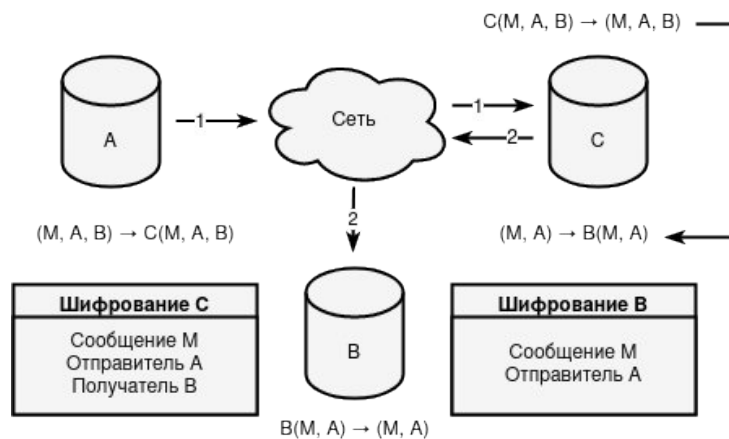 C(M, A, B) → (M, A, B)
A
1
Сеть
1
2
C
2
(M, A, B) → C(M, A, B)
(M, A) → B(M, A)
Шифрование C
Сообщение М
Отправитель А
Получатель В
B
Шифрование B
Сообщение М
Отправитель А
B(M, A) → (M, A)